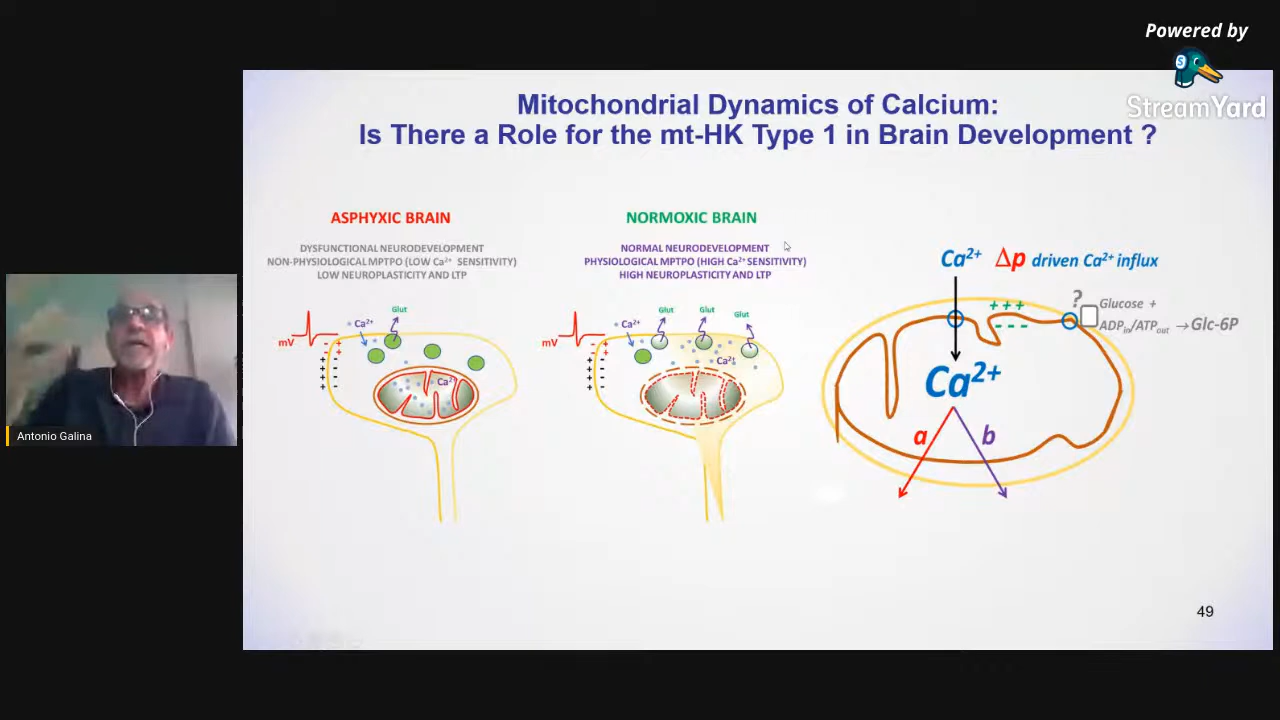 Powered by
StreamYard
Mitochondrial Dynamics of Calcium:
Is There a Role for the mt-HK Type 1 in Brain Development ?
ASPHYXIC BRAIN
DYSFUNCTIONAL NEURODEVELOPMENT
NON-PHYSIOLOGICAL MPTPO (LOW Ca²⁺ SENSITIVITY)
LOW NEUROPLASTICITY AND LTP
mV
Ca²⁺
Glut
Ca²⁺
NORMOXIC BRAIN
NORMAL NEURODEVELOPMENT
PHYSIOLOGICAL MPTPO (HIGH Ca²⁺ SENSITIVITY)
HIGH NEUROPLASTICITY AND LTP
mV
Ca²⁺
Glut
Glut
Glut
Ca²⁺
Ca²⁺ Δp driven Ca²⁺ influx
+ + +
- - -
?
Glucose +
ADPin/ATPout → Glc-6P
Ca²⁺
a
b
49
Antonio Galina